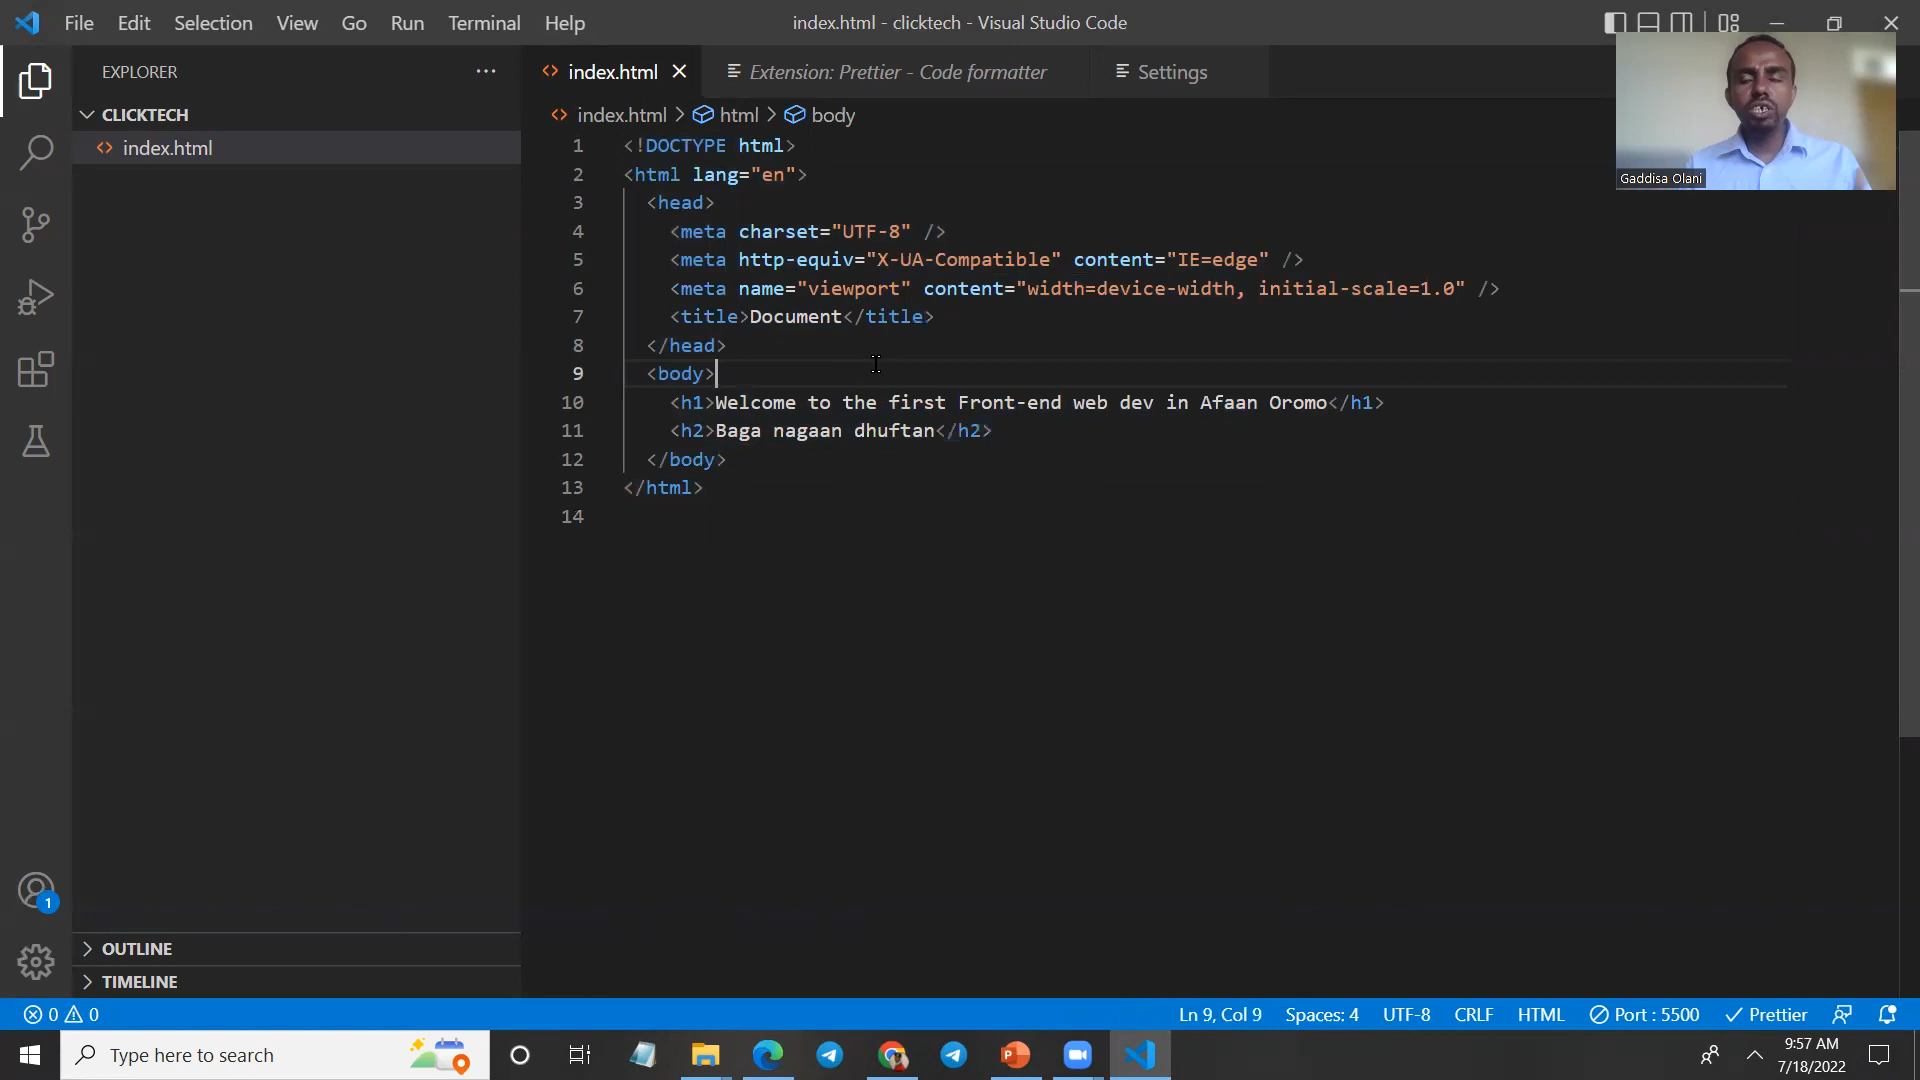 File Edit Selection View Go Run Terminal Help
index.html - clicktech - Visual Studio Code
EXPLORER
index.html
Extension: Prettier - Code formatter
Settings
CLICKTECH
index.html
index.html > html > body
1 <!DOCTYPE html>
2 <html lang="en">
3 <head>
4 <meta charset="UTF-8" />
5 <meta http-equiv="X-UA-Compatible" content="IE=edge" />
6 <meta name="viewport" content="width=device-width, initial-scale=1.0" />
7 <title>Document</title>
8 </head>
9 <body>
10 <h1>Welcome to the first Front-end web dev in Afaan Oromo</h1>
11 <h2>Baga nagaan dhuftan</h2>
12 </body>
13 </html>
14
Gaddisa Olani
1
OUTLINE
TIMELINE
0 0
Ln 9, Col 9 Spaces: 4 UTF-8 CRLF HTML Port : 5500 Prettier
Type here to search
9:57 AM
7/18/2022